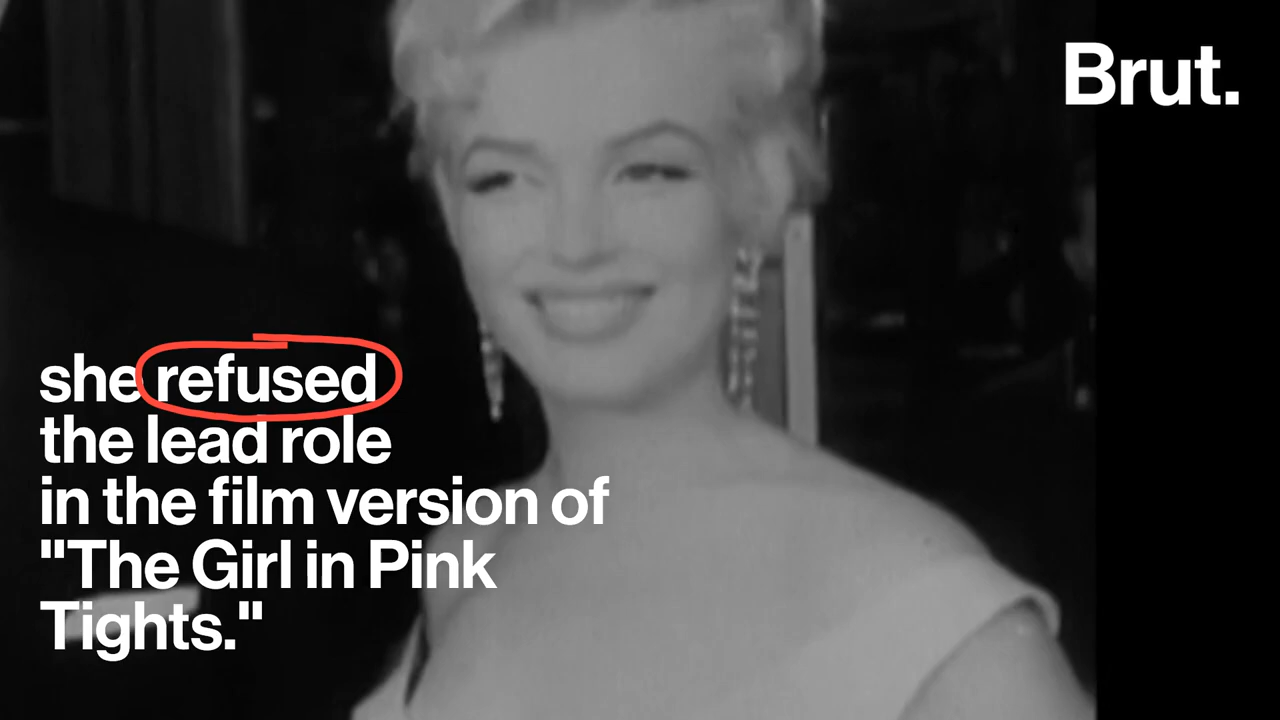 Brut.
she refused
the lead role
in the film version of
"The Girl in Pink
Tights."